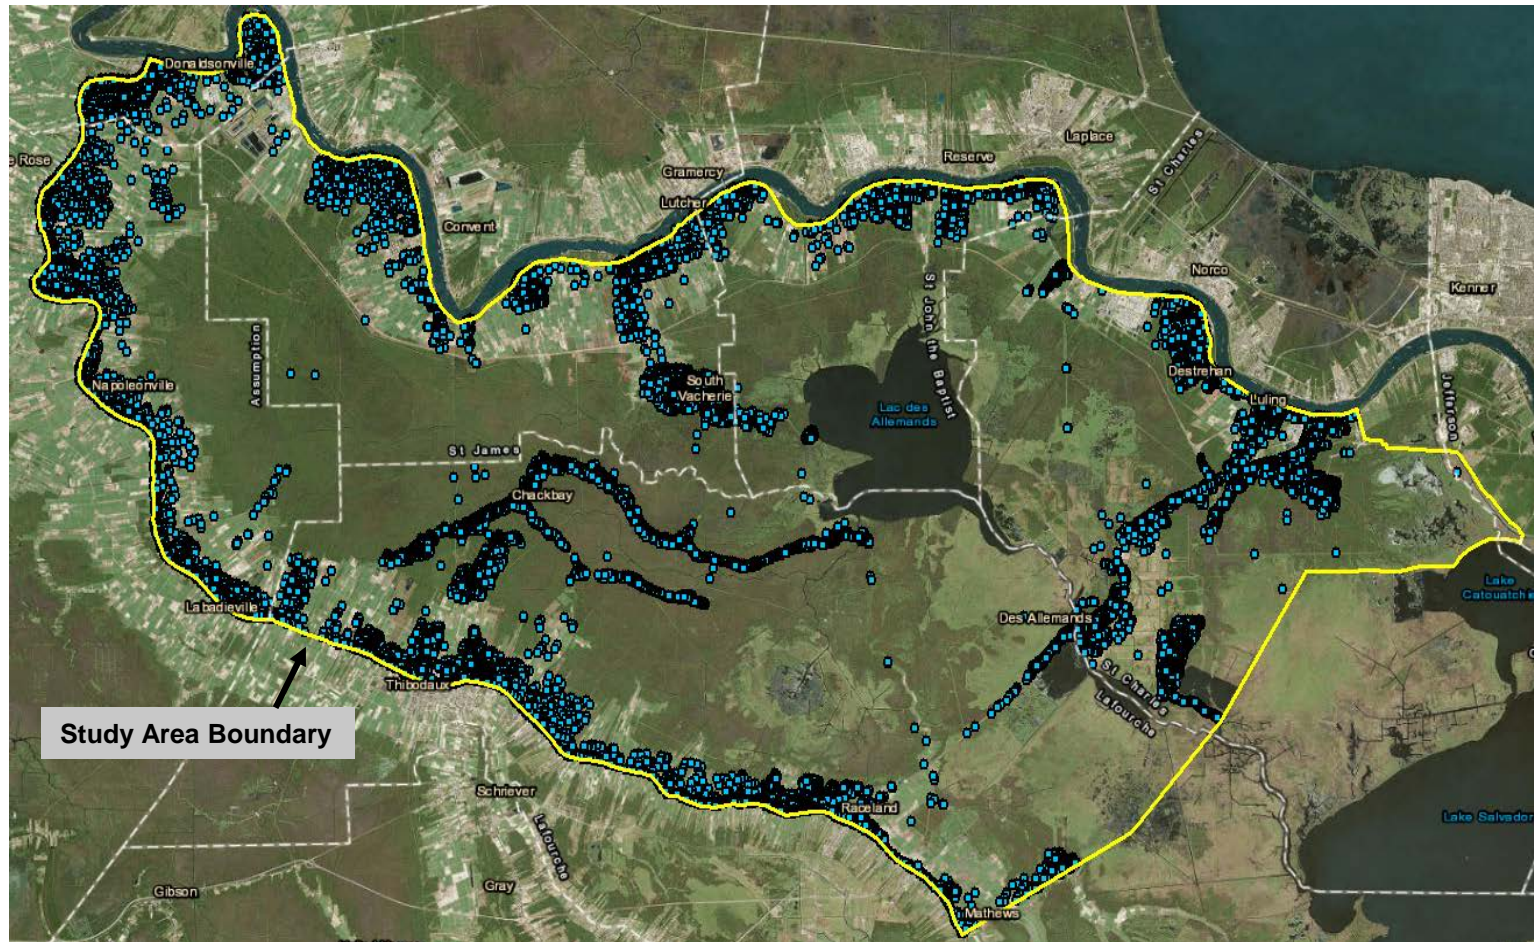 Donaldsonville
e Rose
Laplace
Reserve
St Charles
Gramercy
Lutcher
Convent
Norco
Kenner
St John the Baptist
Assumption
Napoleonville
South
Vacherie
Destrehan
Luling
Jefferson
Lac des
Allemands
St James
Chackbay
Labadieville
Des Allemands
Lake
Catouatchie
St Charles
Lafourche
Thibodaux
Study Area Boundary
Schriever
Lafourche
Raceland
Lake Salvador
Gray
Gibson
Mathews